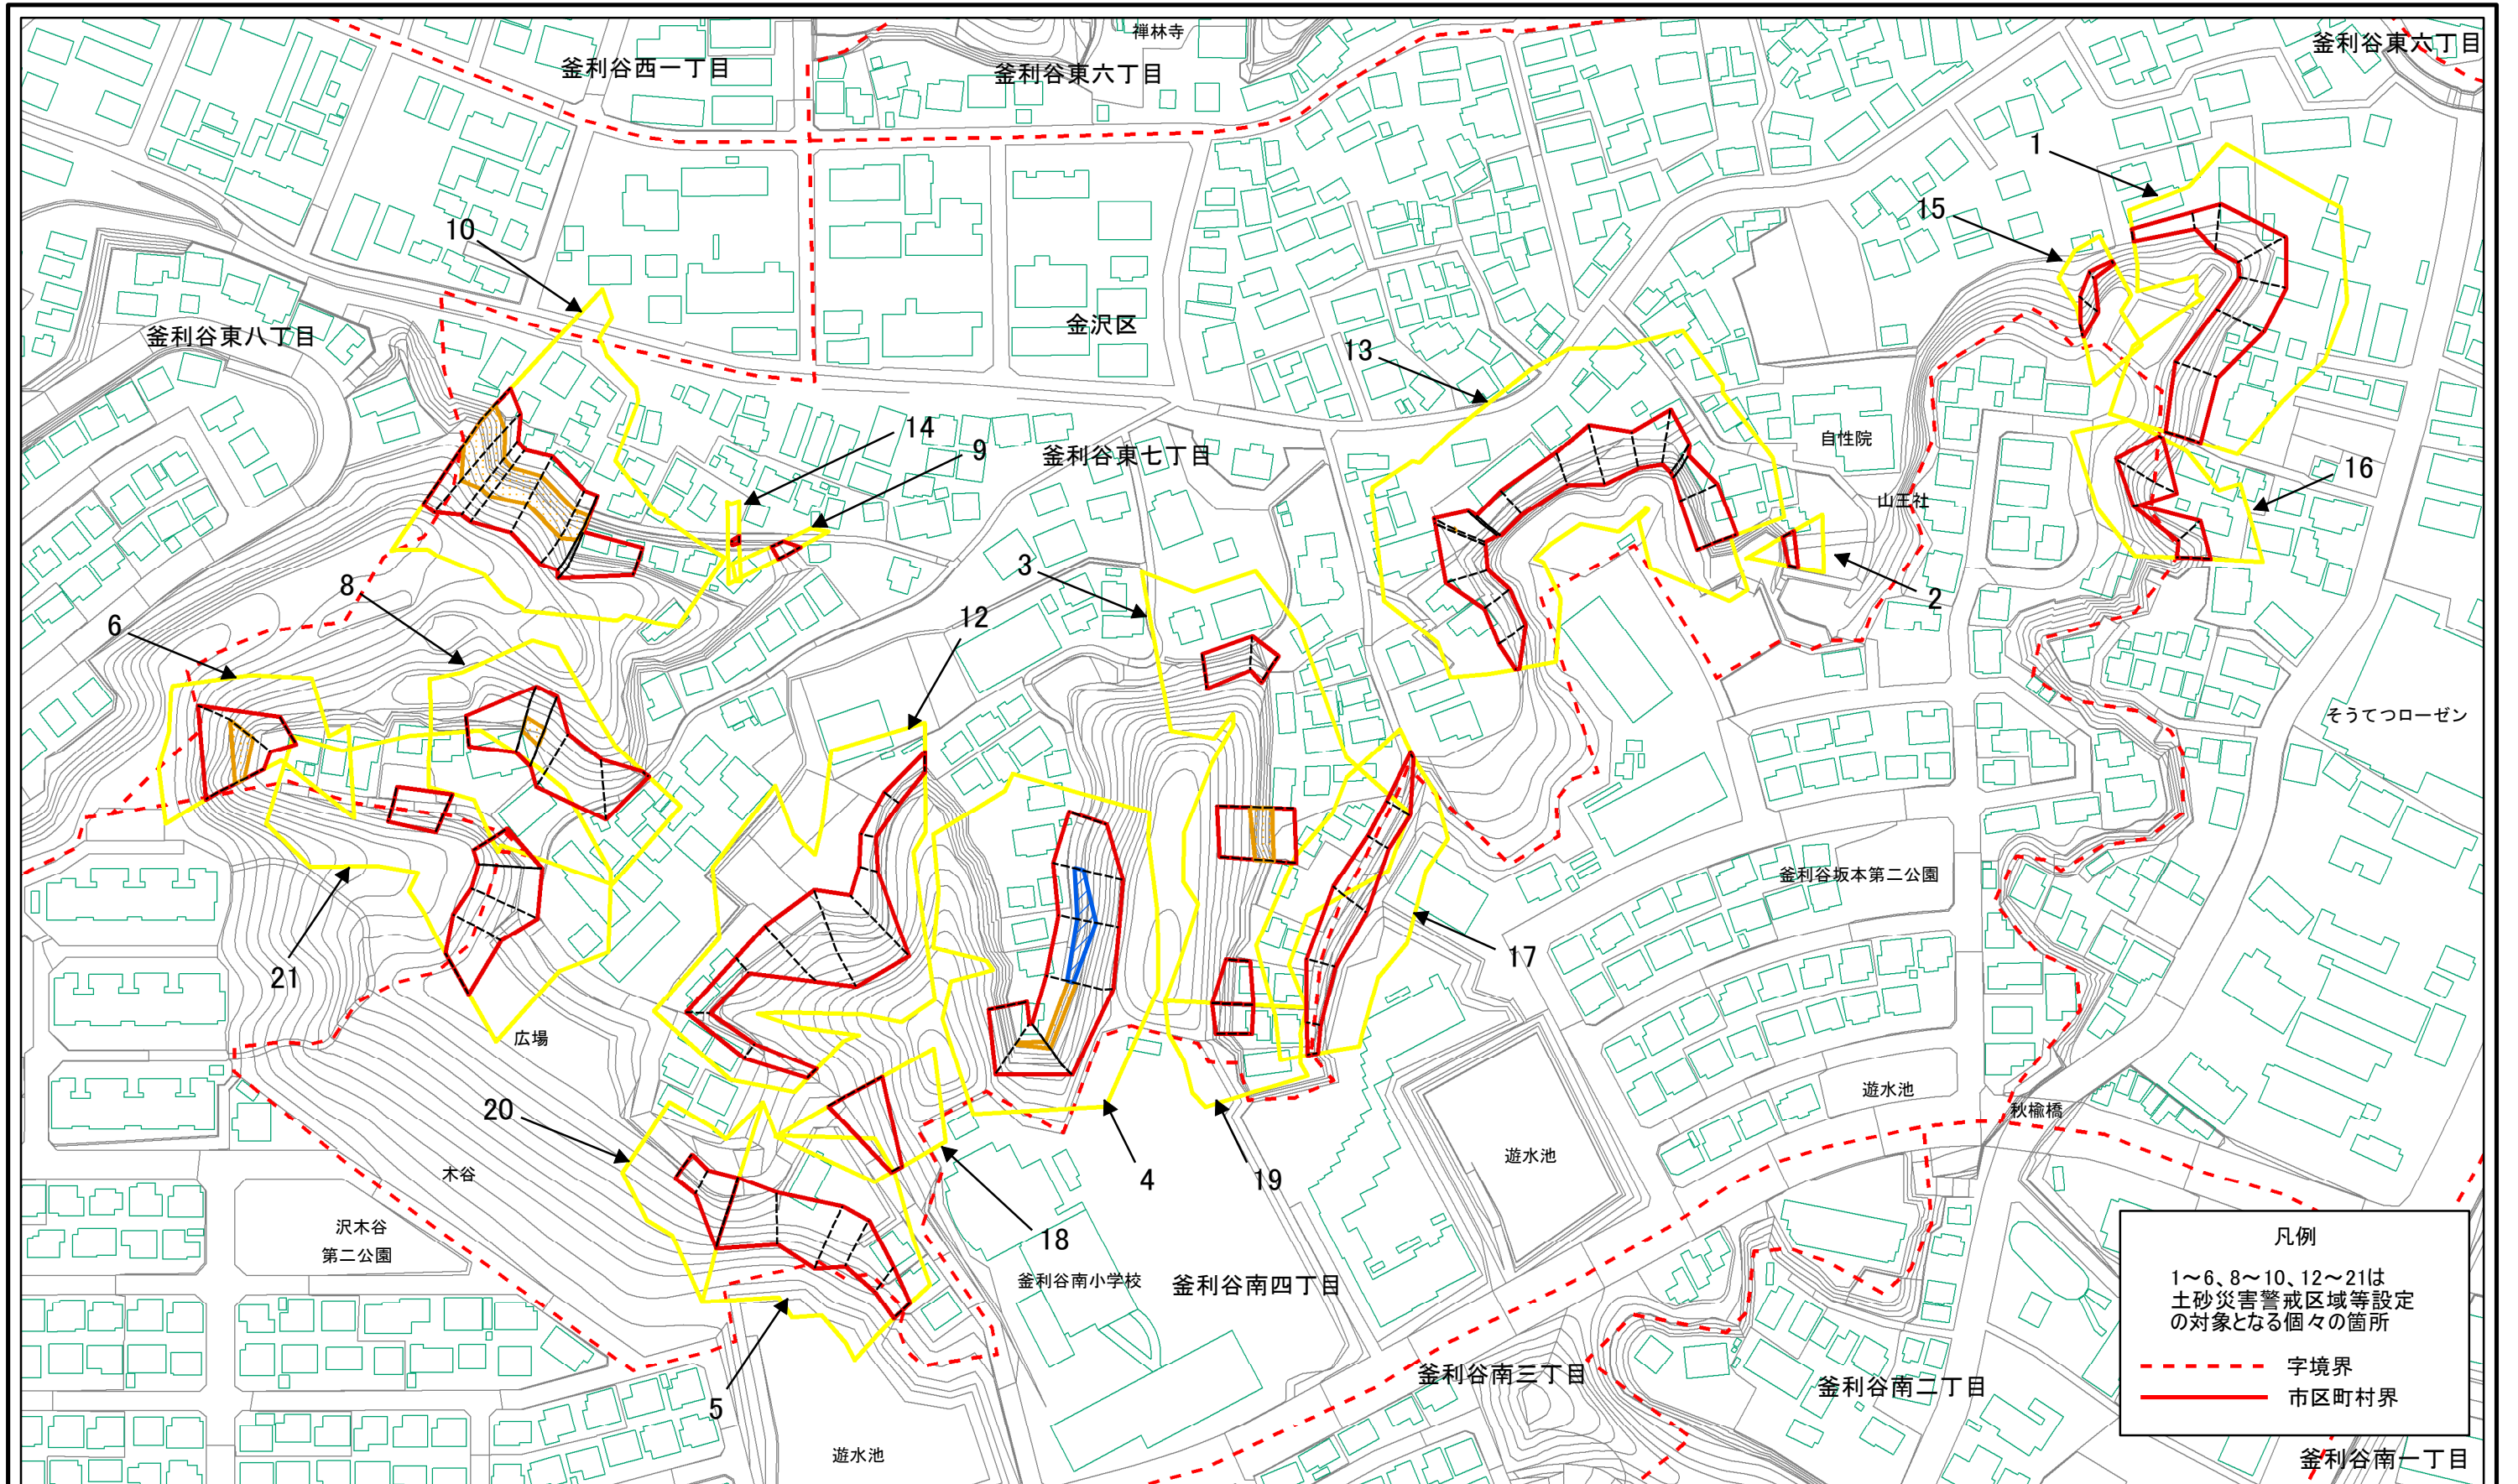 禅林寺
釜利谷東六丁目
釜利谷西一丁目
釜利谷東六丁目
1
15
10
金沢区
釜利谷東八丁目
13
14
9
釜利谷東七丁目
自性院
16
山王社
3
8
2
6
12
そうてつローゼン
釜利谷坂本第二公園
17
21
広場
遊水池
20
秋楡橋
遊水池
木谷
4
19
沢木谷
第二公園
18
釜利谷南小学校
釜利谷南四丁目
凡例
1～6、8～10、12～21は
土砂災害警戒区域等設定
の対象となる個々の箇所
字境界
市区町村界
釜利谷南三丁目
釜利谷南二丁目
5
遊水池
釜利谷南一丁目